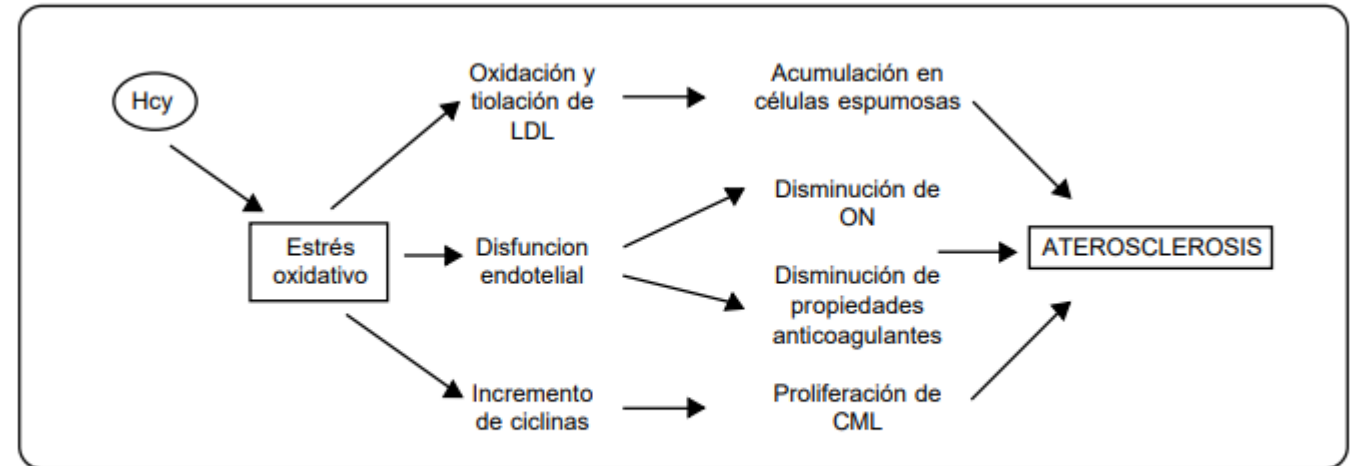 Hcy
Estrés
oxidativo
Oxidación y
tiolación de
LDL
Acumulación en
células espumosas
Disfuncion
endotelial
Disminución de
ON
Disminución de
propiedades
anticoagulantes
Incremento
de ciclinas
Proliferación de
CML
ATEROSCLEROSIS